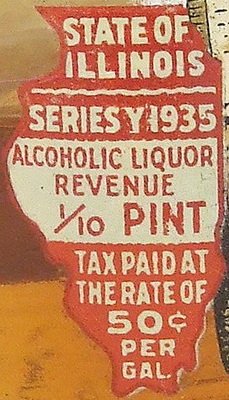 STATE OF
ILLINOIS
SERIES Y 1935
ALCOHOLIC LIQUOR
REVENUE
1/10 PINT
TAX PAID AT
THE RATE OF
50¢
PER
GAL.